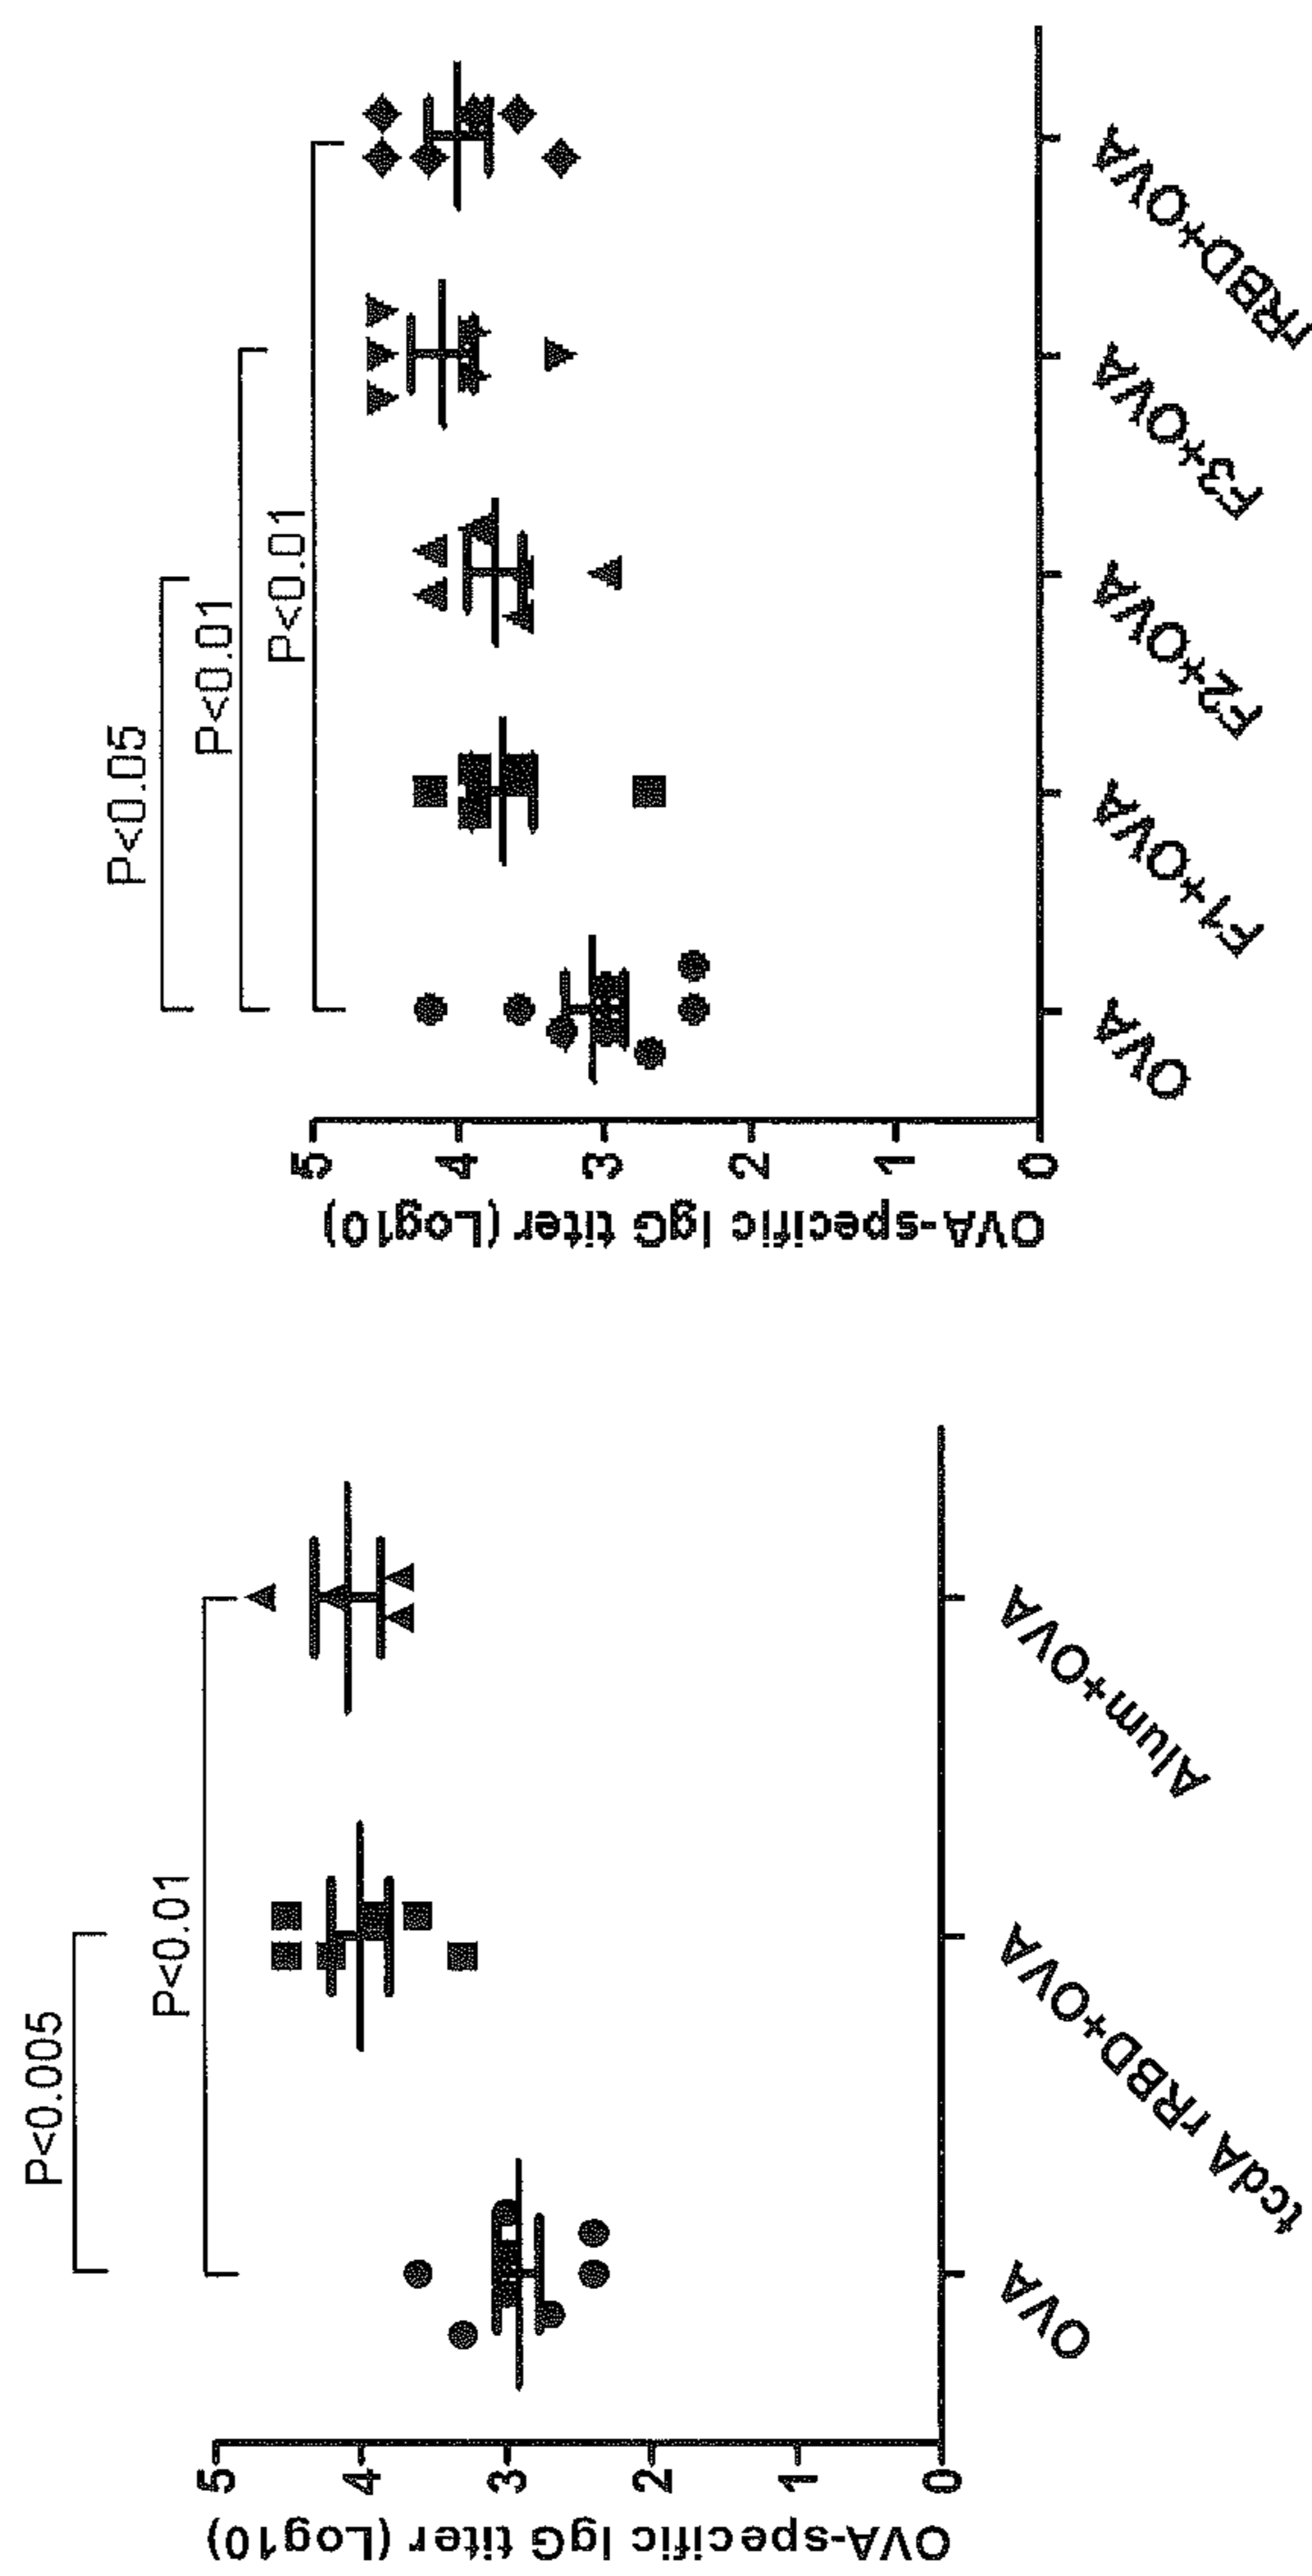 P<0.005
P<0.01
5
4
3
2
1
0
OVA-specific IgG titer (Log10)
OVA
tcdA rRBD+OVA
Alum+OVA
P<0.05
P<0.01
P<0.01
5
4
3
2
1
0
OVA-specific IgG titer (Log10)
OVA
F1+OVA
F2+OVA
F3+OVA
rRBD+OVA